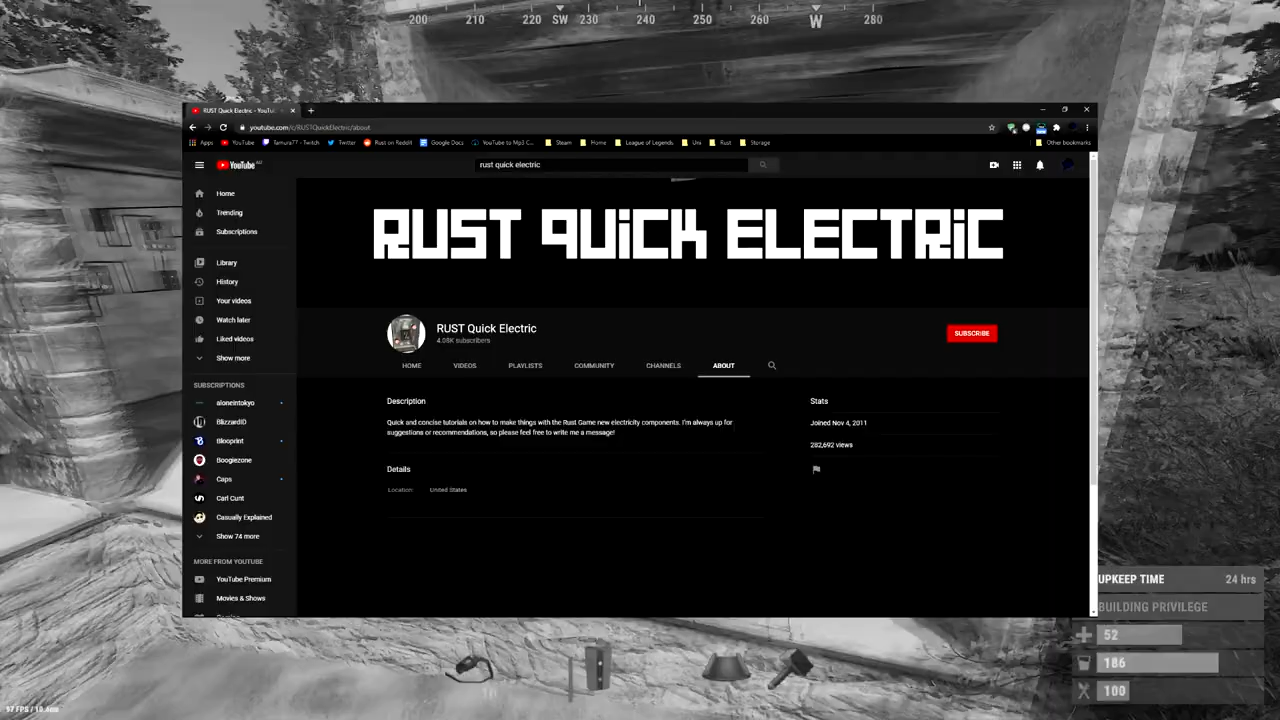 200 210 220 SW 230 240 250 260 W 280
RUST Quick Electric - YouTu
youtube.com/c/RUSTQuickElectric/about
Apps YouTube Tamura77 - Twitch Twitter Rust on Reddit Google Docs YouTube to Mp3 C... Steam Home League of Legends Uni Rust Storage Other bookmarks
YouTube
rust quick electric
RUST QUICK ELECTRIC
RUST Quick Electric
4.08K subscribers
SUBSCRIBE
HOME VIDEOS PLAYLISTS COMMUNITY CHANNELS ABOUT
Home
Trending
Subscriptions
Library
History
Your videos
Watch later
Liked videos
Show more
SUBSCRIPTIONS
aloneintokyo
BlizzardID
Blooprint
Boogiezone
Caps
Carl Cunt
Casually Explained
Show 74 more
MORE FROM YOUTUBE
YouTube Premium
Movies & Shows
Description
Quick and concise tutorials on how to make things with the Rust Game new electricity components. I'm always up for
suggestions or recommendations, so please feel free to write me a message!
Details
Location: United States
Stats
Joined Nov 4, 2011
282,692 views
UPKEEP TIME 24 hrs
BUILDING PRIVILEGE
52
186
100